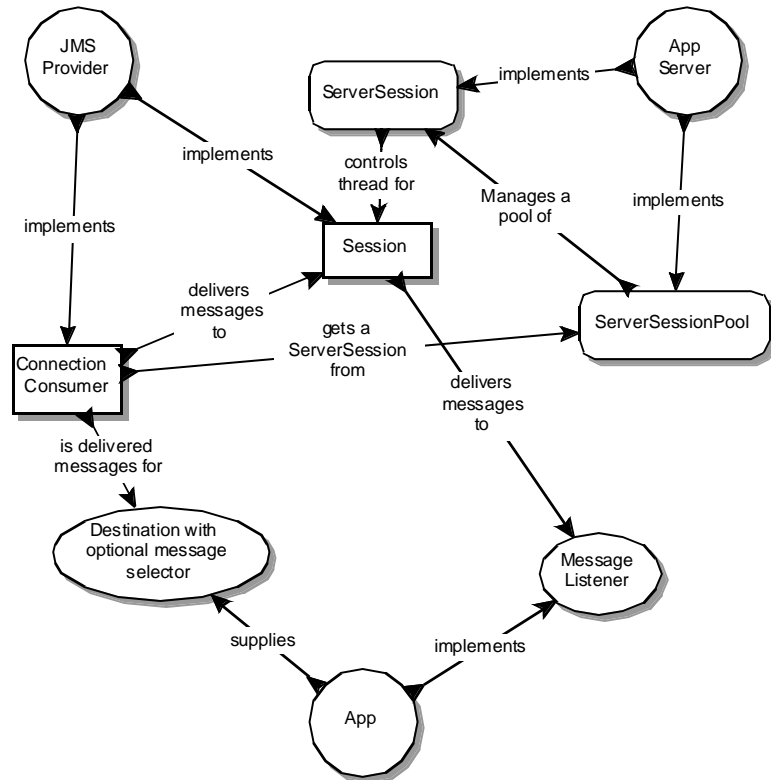 JMS
Provider
App
Server
implements
ServerSession
implements
controls
thread for
Manages a
pool of
implements
implements
Session
delivers
messages
to
gets a
ServerSession
from
ServerSessionPool
Connection
Consumer
delivers
messages
to
is delivered
messages for
Destination with
optional message
selector
Message
Listener
supplies
implements
App